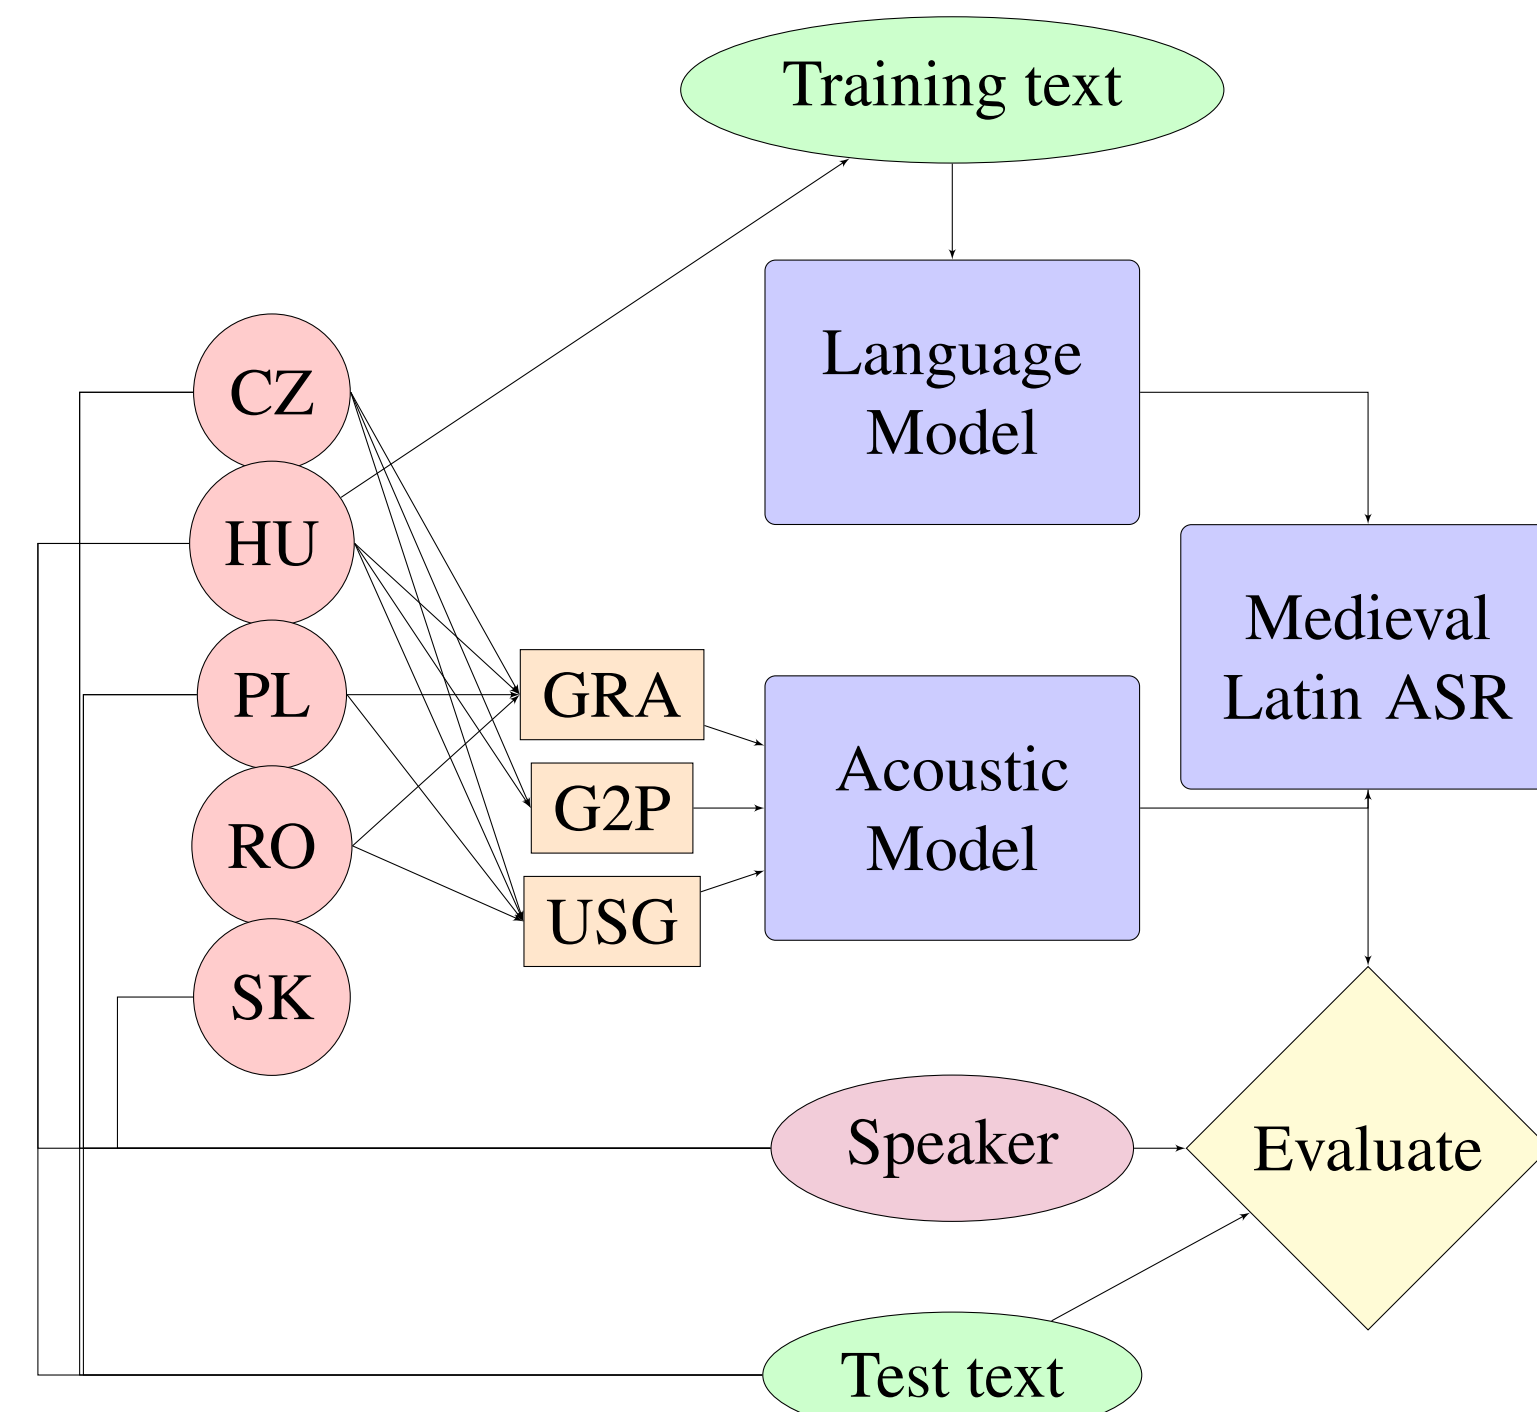 Training text
Language
Model
CZ
HU
PL
RO
SK
GRA
G2P
USG
Acoustic
Model
Medieval
Latin ASR
Speaker
Evaluate
Test text